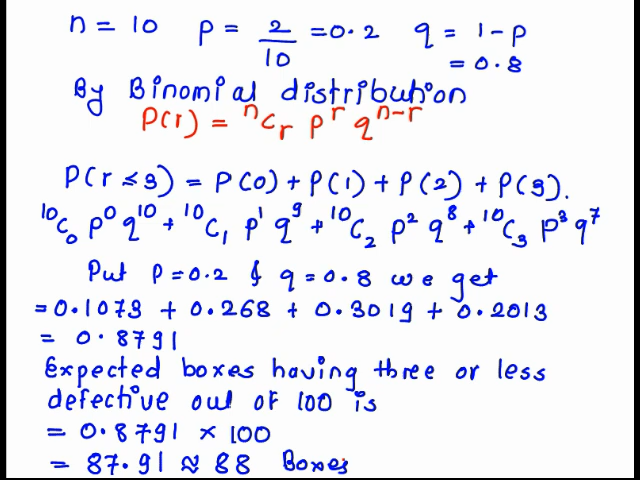 n = 10 p = 2/10 = 0.2 q = 1 - p
= 0.8
By Binomial distribution
P(r) = ⁿCᵣ pʳ qⁿ⁻ʳ
P(r ≤ 3) = P(0) + P(1) + P(2) + P(3).
¹⁰C₀ p⁰ q¹⁰ + ¹⁰C₁ p¹ q⁹ + ¹⁰C₂ p² q⁸ + ¹⁰C₃ p³ q⁷
Put p = 0.2 & q = 0.8 we get
= 0.1073 + 0.268 + 0.3019 + 0.2013
= 0.8791
Expected boxes having three or less
defective out of 100 is
= 0.8791 × 100
= 87.91 ≈ 88 Boxes